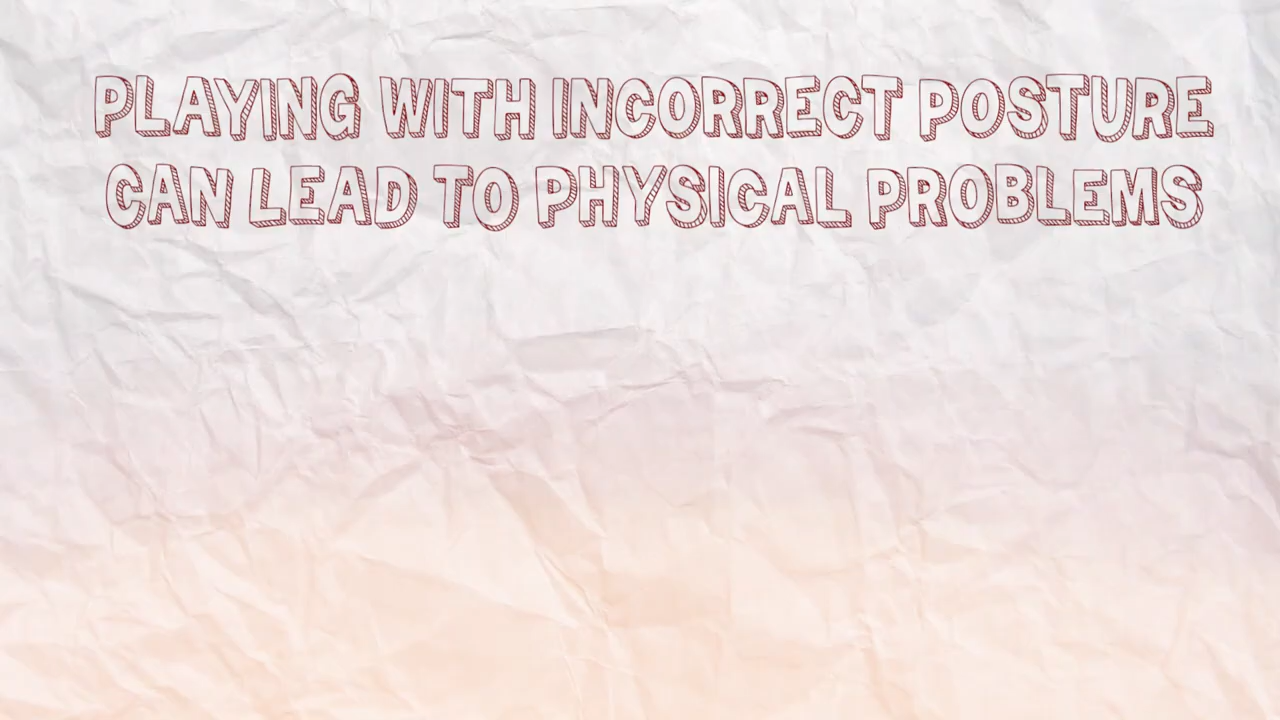 PLAYING WITH INCORRECT POSTURE
CAN LEAD TO PHYSICAL PROBLEMS